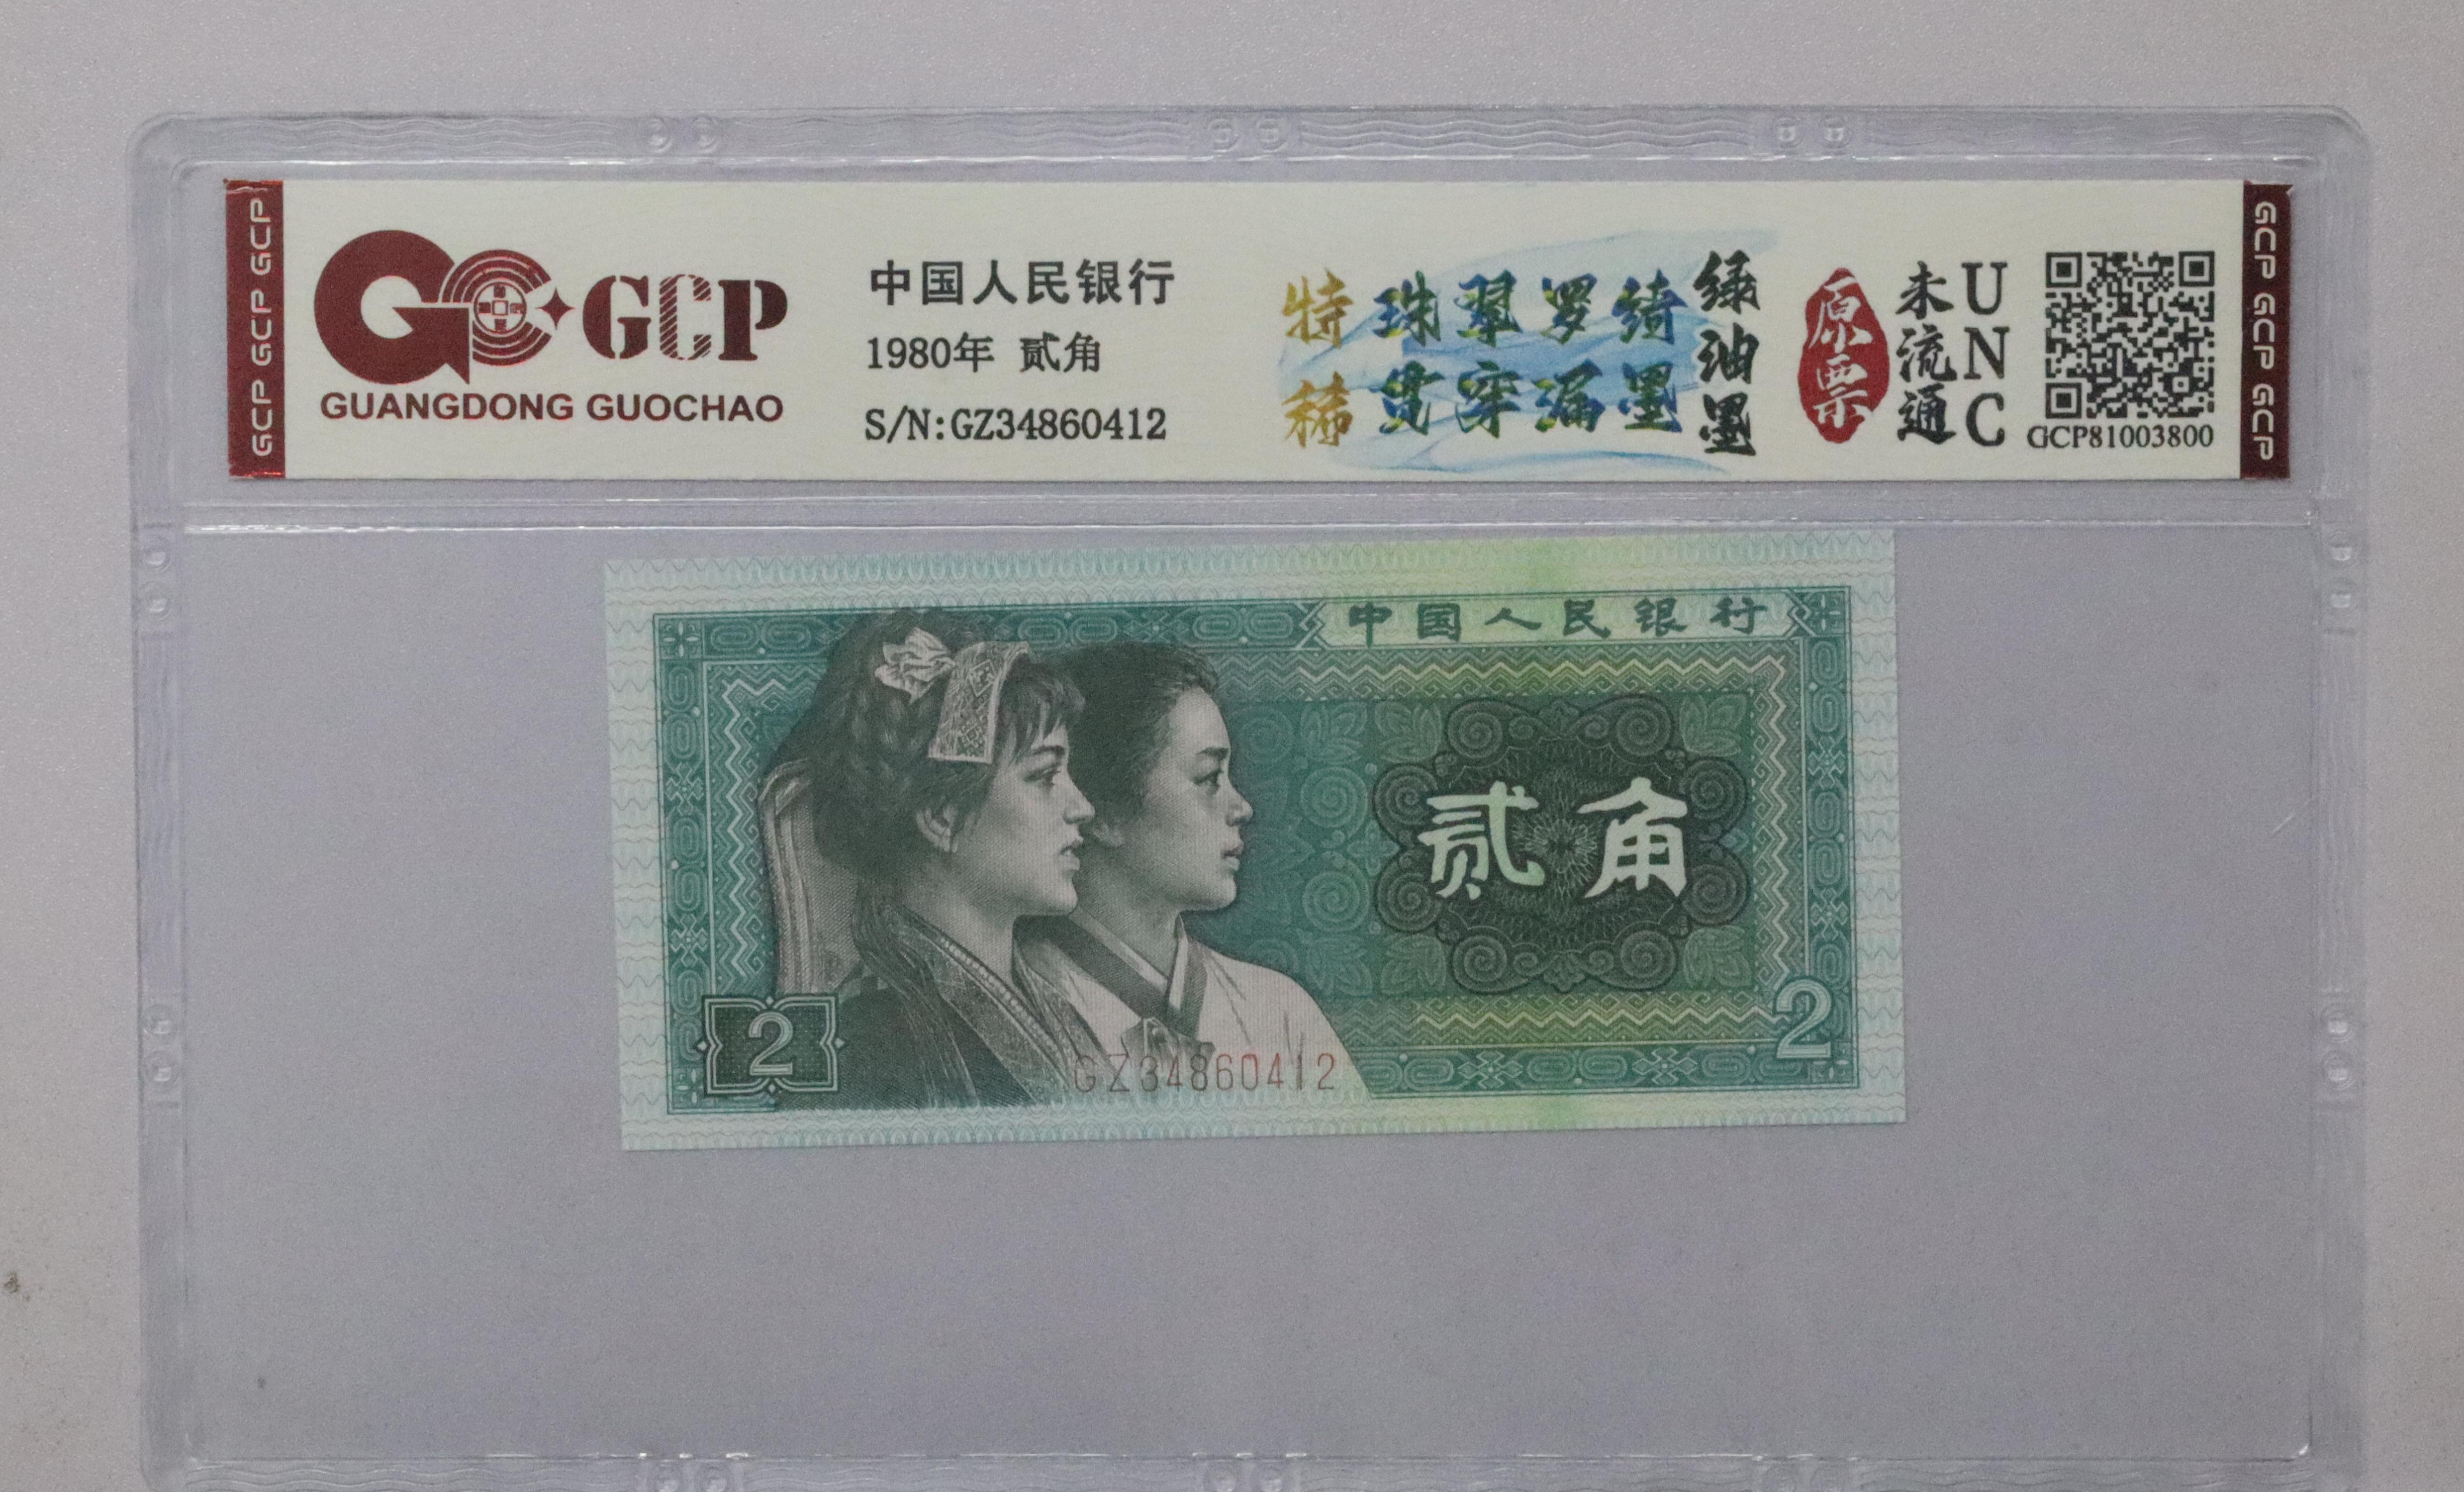 GCP GCP GCP
GCP
GUANGDONG GUOCHAO
中国人民银行
1980年 贰角
S/N:GZ34860412
特稀
珠翠罗绮
贯穿漏墨
绿油墨
原票
未流通
UNC
GCP81003800
GCP GCP GCP
中国人民银行
贰角
2
2
GZ34860412